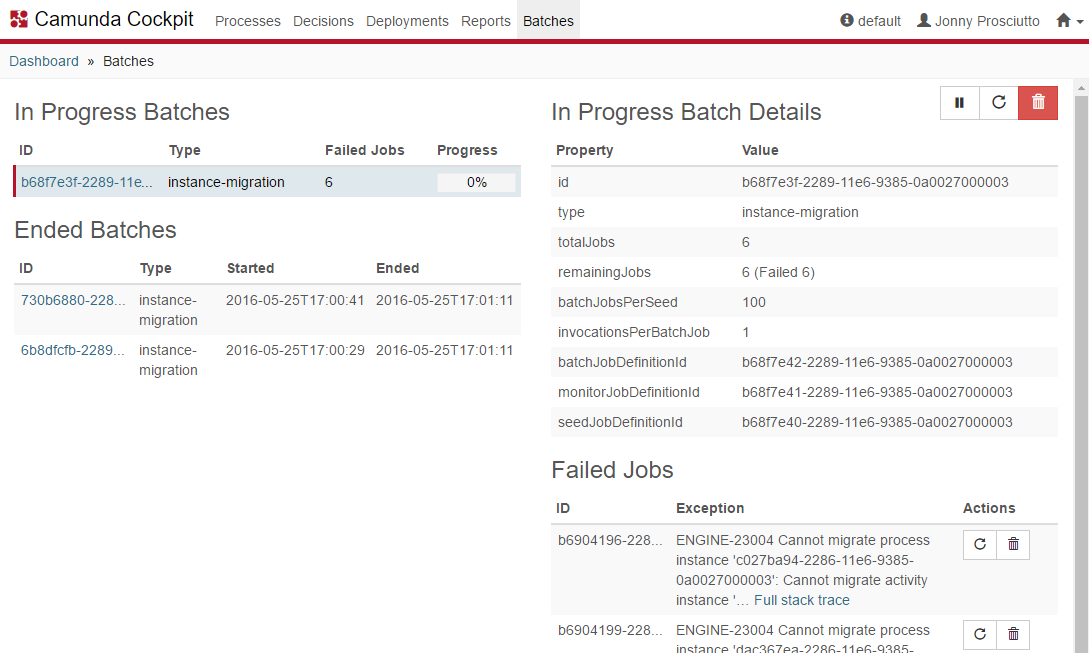 Camunda Cockpit Processes Decisions Deployments Reports Batches default Jonny Prosciutto
Dashboard » Batches
In Progress Batches
ID Type Failed Jobs Progress
b68f7e3f-2289-11e... instance-migration 6 0%
Ended Batches
ID Type Started Ended
730b6880-228... instance- 2016-05-25T17:00:41 2016-05-25T17:01:11
migration
6b8dfcfb-2289... instance- 2016-05-25T17:00:29 2016-05-25T17:01:11
migration
In Progress Batch Details
Property Value
id b68f7e3f-2289-11e6-9385-0a0027000003
type instance-migration
totalJobs 6
remainingJobs 6 (Failed 6)
batchJobsPerSeed 100
invocationsPerBatchJob 1
batchJobDefinitionId b68f7e42-2289-11e6-9385-0a0027000003
monitorJobDefinitionId b68f7e41-2289-11e6-9385-0a0027000003
seedJobDefinitionId b68f7e40-2289-11e6-9385-0a0027000003
Failed Jobs
ID Exception Actions
b6904196-228... ENGINE-23004 Cannot migrate process
instance 'c027ba94-2286-11e6-9385-
0a0027000003': Cannot migrate activity
instance '... Full stack trace
b6904199-228... ENGINE-23004 Cannot migrate process
instance 'dac367ea-2286-11e6-9385-